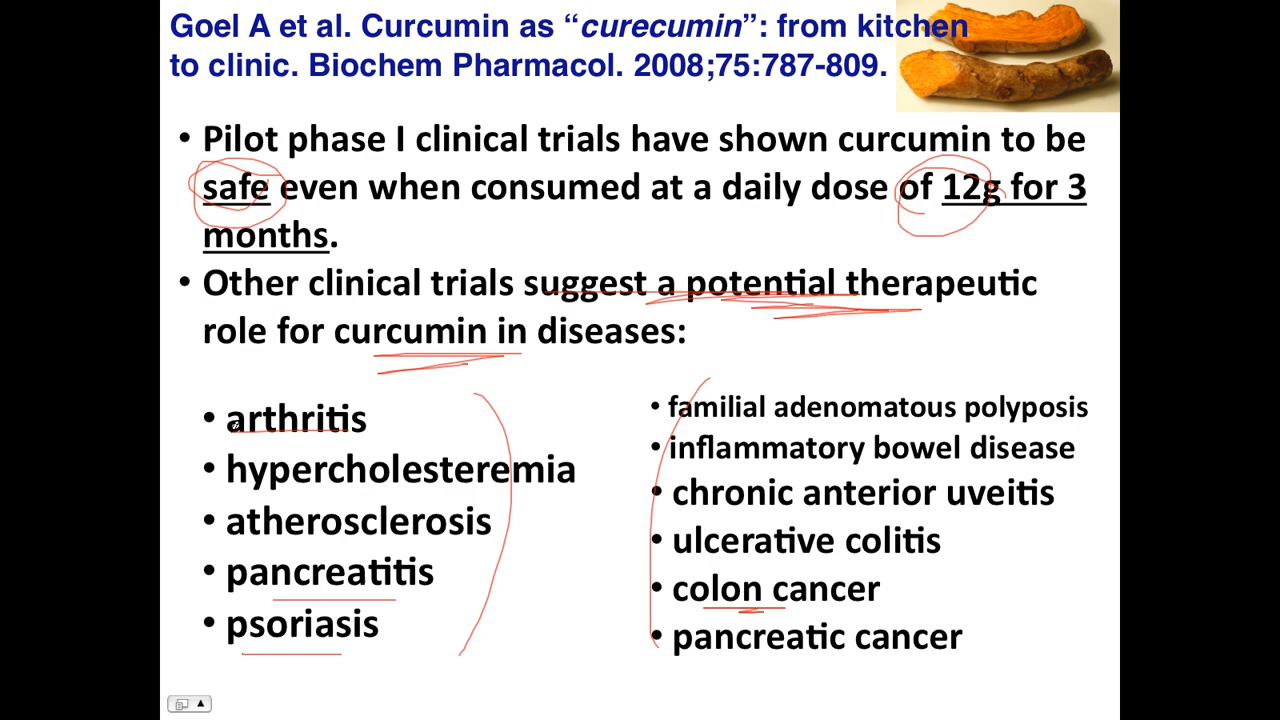 Goel A et al. Curcumin as “curecumin”: from kitchen
to clinic. Biochem Pharmacol. 2008;75:787-809.
• Pilot phase I clinical trials have shown curcumin to be
safe even when consumed at a daily dose of 12g for 3
months.
• Other clinical trials suggest a potential therapeutic
role for curcumin in diseases:
• arthritis
• hypercholesteremia
• atherosclerosis
• pancreatitis
• psoriasis
• familial adenomatous polyposis
• inflammatory bowel disease
• chronic anterior uveitis
• ulcerative colitis
• colon cancer
• pancreatic cancer